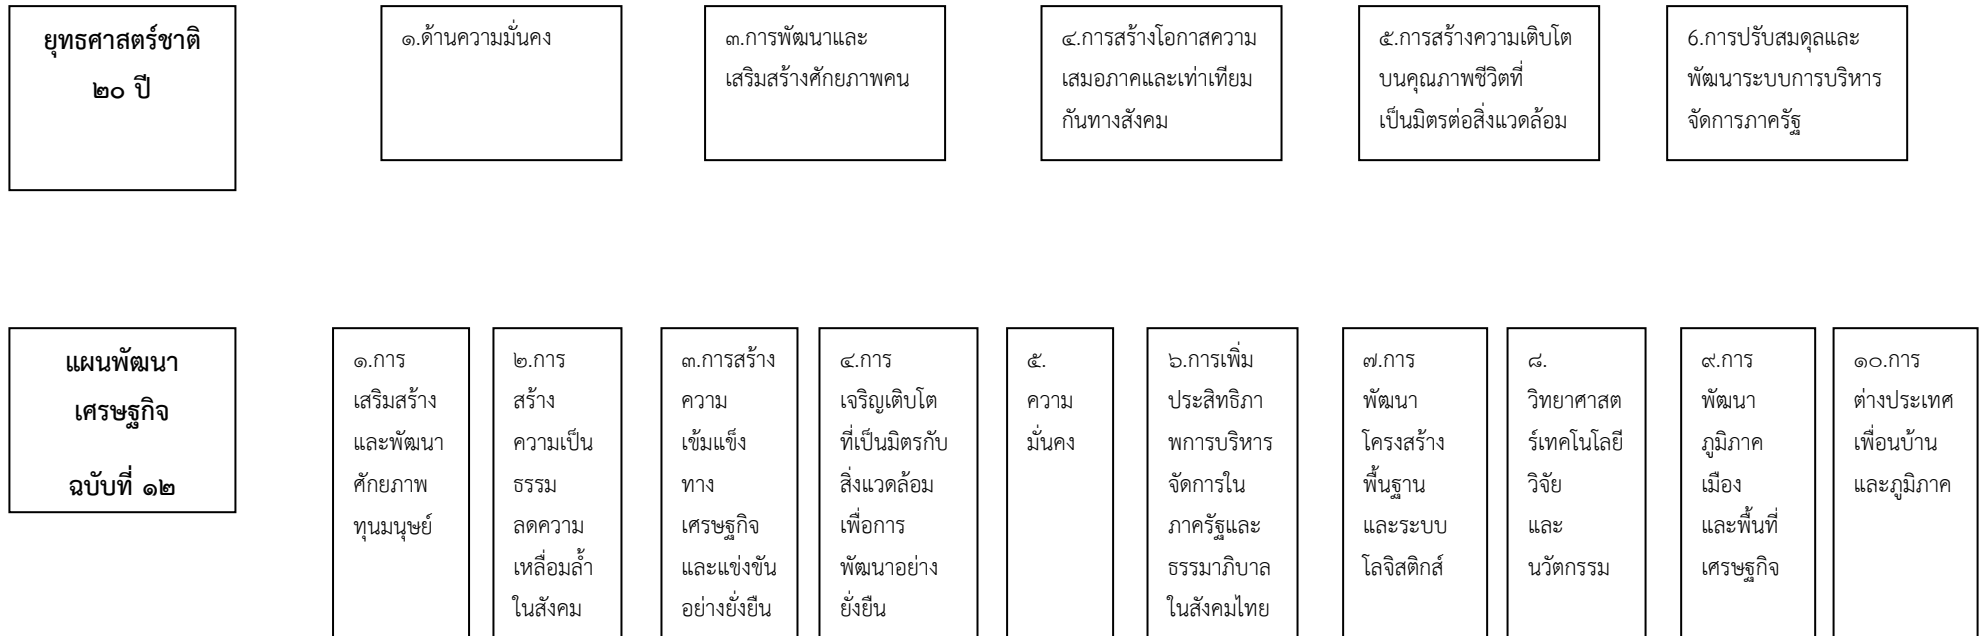 ยุทธศาสตร์ชาติ
๒๐ ปี
๑.ด้านความมั่นคง
๓.การพัฒนาและ
เสริมสร้างศักยภาพคน
๔.การสร้างโอกาสความ
เสมอภาคและเท่าเทียม
กันทางสังคม
๕.การสร้างความเติบโต
บนคุณภาพชีวิตที่
เป็นมิตรต่อสิ่งแวดล้อม
6.การปรับสมดุลและ
พัฒนาระบบการบริหาร
จัดการภาครัฐ
แผนพัฒนา
เศรษฐกิจ
ฉบับที่ ๑๒
๑.การ
เสริมสร้าง
และพัฒนา
ศักยภาพ
ทุนมนุษย์
๒.การ
สร้าง
ความเป็น
ธรรม
ลดความ
เหลื่อมล้ำ
ในสังคม
๓.การสร้าง
ความ
เข้มแข็ง
ทาง
เศรษฐกิจ
และแข่งขัน
อย่างยั่งยืน
๔.การ
เจริญเติบโต
ที่เป็นมิตรกับ
สิ่งแวดล้อม
เพื่อการ
พัฒนาอย่าง
ยั่งยืน
๕.
ความ
มั่นคง
๖.การเพิ่ม
ประสิทธิภา
พการบริหาร
จัดการใน
ภาครัฐและ
ธรรมาภิบาล
ในสังคมไทย
๗.การ
พัฒนา
โครงสร้าง
พื้นฐาน
และระบบ
โลจิสติกส์
๘.
วิทยาศาสต
ร์เทคโนโลยี
วิจัย
และ
นวัตกรรม
๙.การ
พัฒนา
ภูมิภาค
เมือง
และพื้นที่
เศรษฐกิจ
๑๐.การ
ต่างประเทศ
เพื่อนบ้าน
และภูมิภาค